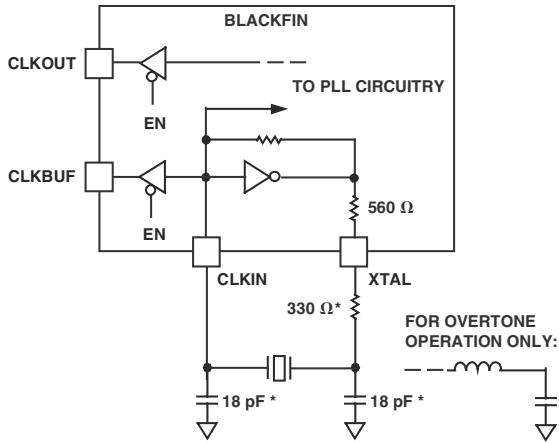 BLACKFIN
CLKOUT
TO PLL CIRCUITRY
EN
CLKBUF
560 Ω
EN
CLKIN
XTAL
330 Ω*
FOR OVERTONE
OPERATION ONLY:
18 pF *
18 pF *